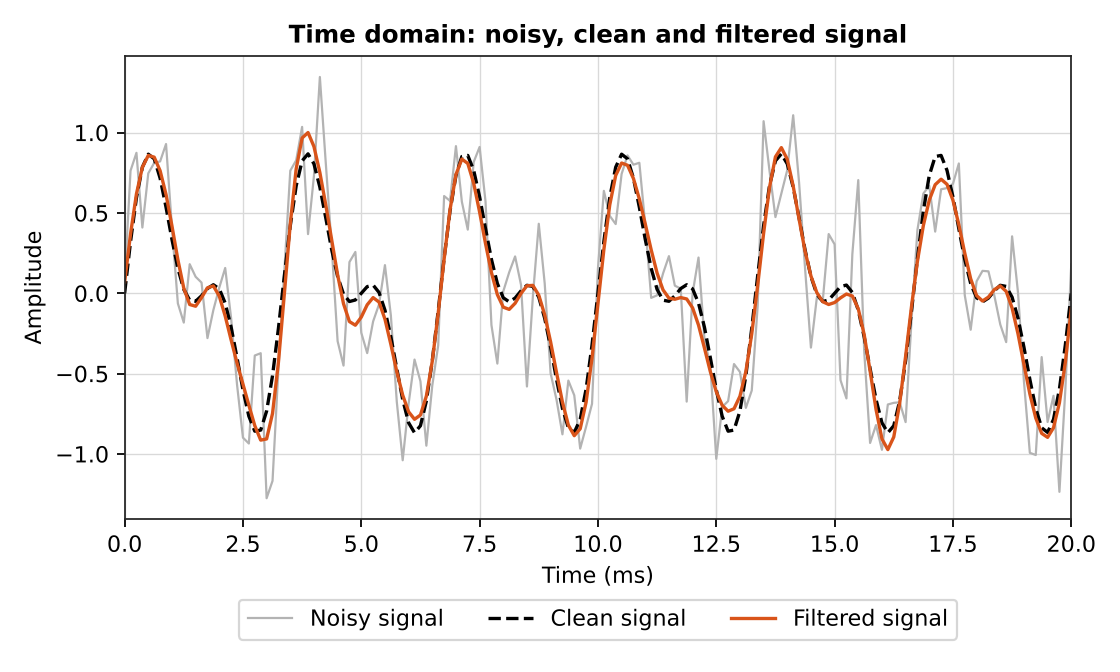 Time domain: noisy, clean and filtered signal
Amplitude
1.0
0.5
0.0
−0.5
−1.0
0.0 2.5 5.0 7.5 10.0 12.5 15.0 17.5 20.0
Time (ms)
Noisy signal Clean signal Filtered signal